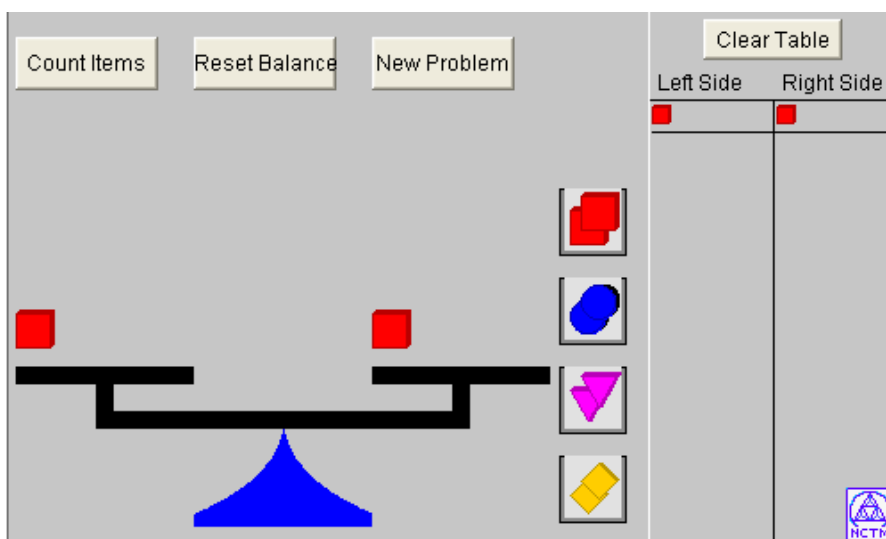 Count Items
Reset Balance
New Problem
Clear Table
Left Side Right Side
NCTM